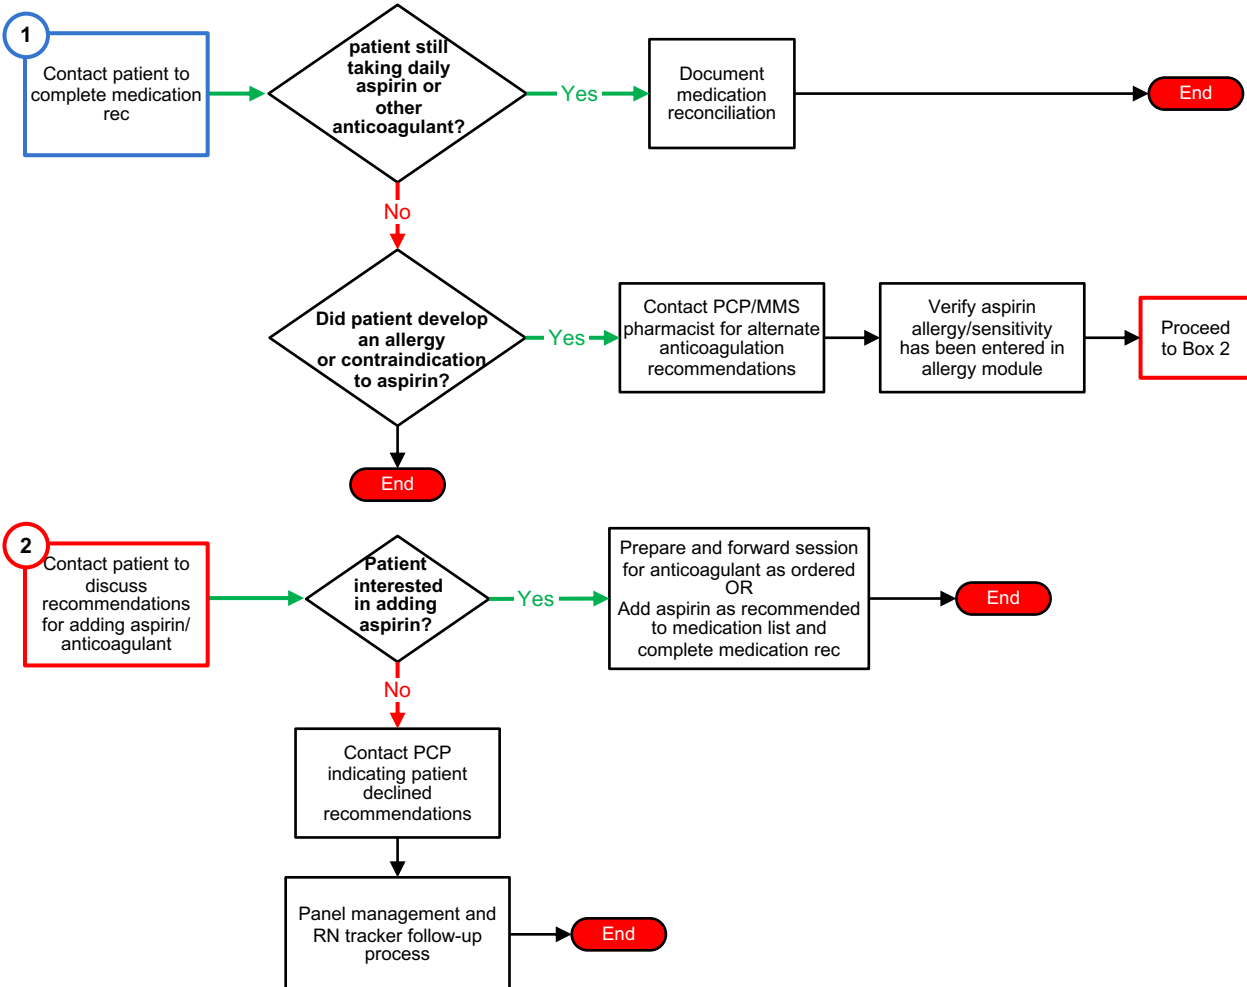 1
Contact patient to
complete medication
rec
patient still
taking daily
aspirin or
other
anticoagulant?
Yes
Document
medication
reconciliation
End
No
Did patient develop
an allergy
or contraindication
to aspirin?
Yes
Contact PCP/MMS
pharmacist for alternate
anticoagulation
recommendations
Verify aspirin
allergy/sensitivity
has been entered in
allergy module
Proceed
to Box 2
End
2
Contact patient to
discuss
recommendations
for adding aspirin/
anticoagulant
Patient
interested
in adding
aspirin?
Yes
Prepare and forward session
for anticoagulant as ordered
OR
Add aspirin as recommended
to medication list and
complete medication rec
End
No
Contact PCP
indicating patient
declined
recommendations
Panel management and
RN tracker follow-up
process
End